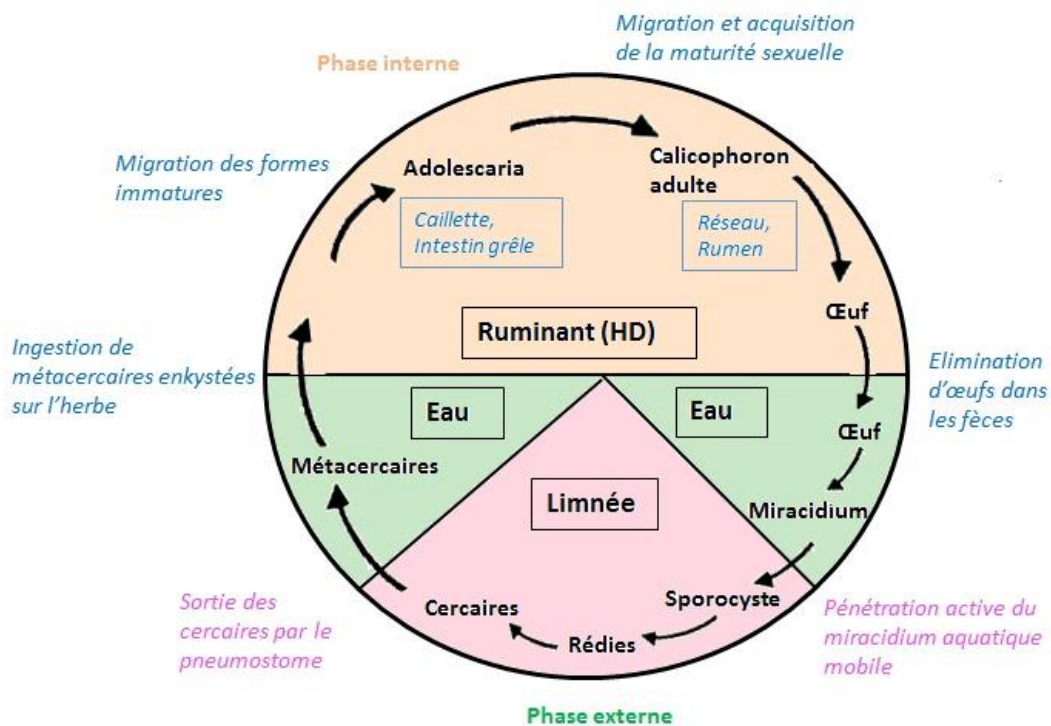 Migration et acquisition
de la maturité sexuelle
Phase interne
Migration des formes
immatures
Adolescaria
Calicophoron
adulte
Caillette,
Intestin grêle
Réseau,
Rumen
Œuf
Ruminant (HD)
Ingestion de
métacercaires enkystées
sur l’herbe
Elimination
d’œufs dans
les fèces
Eau
Eau
Œuf
Métacercaires
Limnée
Miracidium
Sporocyste
Cercaires
Rédies
Sortie des
cercaires par le
pneumostome
Pénétration active du
miracidium aquatique
mobile
Phase externe